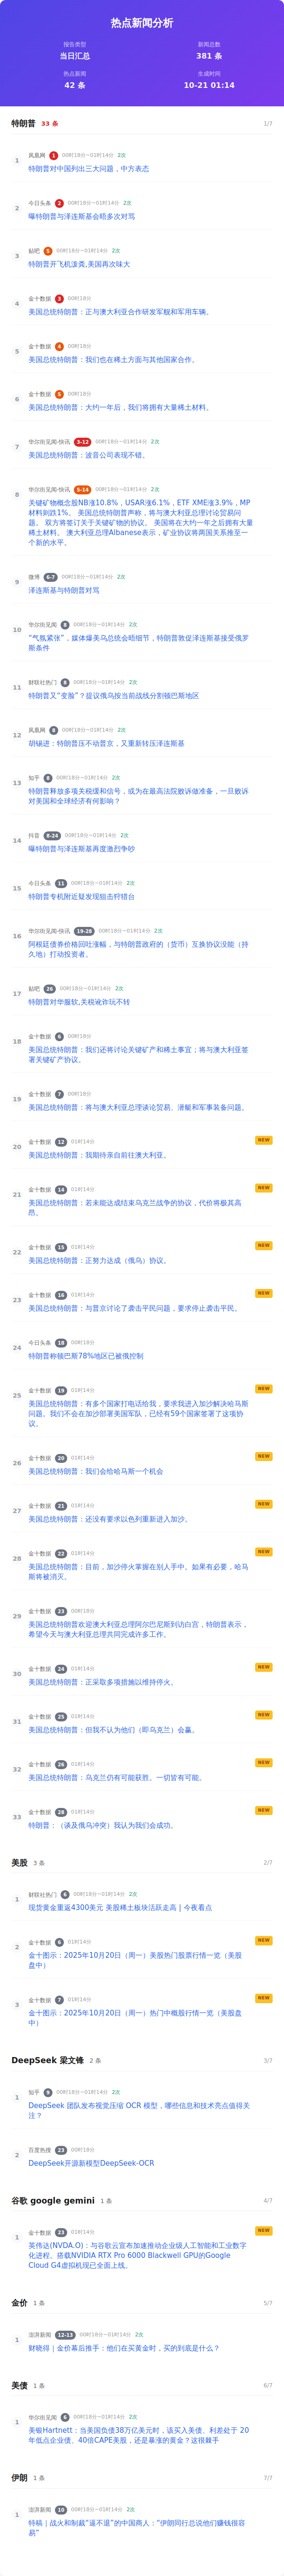 热点新闻分析
报告类型
新闻总数
当日汇总
381 条
热点新闻
生成时间
42 条
10-21 01:14
特朗普 33 条 1/7
1
凤凰网 1 00时18分~01时14分 2次
特朗普对中国列出三大问题，中方表态
2
今日头条 2 00时18分~01时14分 2次
曝特朗普与泽连斯基会晤多次对骂
3
贴吧 5 00时18分~01时14分 2次
特朗普开飞机泼粪,美国再次味大
4
金十数据 3 00时18分
美国总统特朗普：正与澳大利亚合作研发军舰和军用车辆。
5
金十数据 4 00时18分
美国总统特朗普：我们也在稀土方面与其他国家合作。
6
金十数据 5 00时18分
美国总统特朗普：大约一年后，我们将拥有大量稀土材料。
7
华尔街见闻-快讯 3-12 00时18分~01时14分 2次
美国总统特朗普：波音公司表现不错。
8
华尔街见闻-快讯 5-14 00时18分~01时14分 2次
关键矿物概念股NB涨10.8%，USAR涨6.1%，ETF XME涨3.9%，MP
材料则跌1%。 美国总统特朗普声称，将与澳大利亚总理讨论贸易问
题。 双方将签订关于关键矿物的协议。 美国将在大约一年之后拥有大量
稀土材料。 澳大利亚总理Albanese表示，矿业协议将两国关系推至一
个新的水平。
9
微博 6-7 00时18分~01时14分 2次
泽连斯基与特朗普对骂
10
华尔街见闻 8 00时18分~01时14分 2次
“气氛紧张”，媒体爆美乌总统会晤细节，特朗普敦促泽连斯基接受俄罗
斯条件
11
财联社热门 8 00时18分~01时14分 2次
特朗普又“变脸”？提议俄乌按当前战线分割顿巴斯地区
12
凤凰网 8 00时18分~01时14分 2次
胡锡进：特朗普压不动普京，又重新转压泽连斯基
13
知乎 8 00时18分~01时14分 2次
特朗普释放多项关税缓和信号，或为在最高法院败诉做准备，一旦败诉
对美国和全球经济有何影响？
14
抖音 8-24 00时18分~01时14分 2次
曝特朗普与泽连斯基再度激烈争吵
15
今日头条 11 00时18分~01时14分 2次
特朗普专机附近疑发现狙击狩猎台
16
华尔街见闻-快讯 19-28 00时18分~01时14分 2次
阿根廷债券价格回吐涨幅，与特朗普政府的（货币）互换协议没能（持
久地）打动投资者。
17
贴吧 26 00时18分~01时14分 2次
特朗普对华服软,关税讹诈玩不转
18
金十数据 6 00时18分
美国总统特朗普：我们还将讨论关键矿产和稀土事宜；将与澳大利亚签
署关键矿产协议。
19
金十数据 7 00时18分
美国总统特朗普：将与澳大利亚总理谈论贸易、潜艇和军事装备问题。
20
金十数据 12 01时14分 NEW
美国总统特朗普：我期待亲自前往澳大利亚。
21
金十数据 14 01时14分 NEW
美国总统特朗普：若未能达成结束乌克兰战争的协议，代价将极其高
昂。
22
金十数据 15 01时14分 NEW
美国总统特朗普：正努力达成（俄乌）协议。
23
金十数据 16 01时14分 NEW
美国总统特朗普：与普京讨论了袭击平民问题，要求停止袭击平民。
24
今日头条 18 00时18分
特朗普称顿巴斯78%地区已被俄控制
25
金十数据 19 01时14分 NEW
美国总统特朗普：有多个国家打电话给我，要求我进入加沙解决哈马斯
问题。我们不会在加沙部署美国军队，已经有59个国家签署了这项协
议。
26
金十数据 20 01时14分 NEW
美国总统特朗普：我们会给哈马斯一个机会
27
金十数据 21 01时14分 NEW
美国总统特朗普：还没有要求以色列重新进入加沙。
28
金十数据 22 01时14分 NEW
美国总统特朗普：目前，加沙停火掌握在别人手中。如果有必要，哈马
斯将被消灭。
29
金十数据 23 00时18分
美国总统特朗普欢迎澳大利亚总理阿尔巴尼斯到访白宫，特朗普表示，
希望今天与澳大利亚总理共同完成许多工作。
30
金十数据 24 01时14分 NEW
美国总统特朗普：正采取多项措施以维持停火。
31
金十数据 25 01时14分 NEW
美国总统特朗普：但我不认为他们（即乌克兰）会赢。
32
金十数据 26 01时14分 NEW
美国总统特朗普：乌克兰仍有可能获胜。一切皆有可能。
33
金十数据 28 01时14分 NEW
特朗普：（谈及俄乌冲突）我认为我们会成功。
美股 3 条 2/7
1
财联社热门 6 00时18分~01时14分 2次
现货黄金重返4300美元 美股稀土板块活跃走高 | 今夜看点
2
金十数据 6 01时14分 NEW
金十图示：2025年10月20日（周一）美股热门股票行情一览（美股
盘中）
3
金十数据 7 01时14分 NEW
金十图示：2025年10月20日（周一）热门中概股行情一览（美股盘
中）
DeepSeek 梁文锋 2 条 3/7
1
知乎 9 00时18分~01时14分 2次
DeepSeek 团队发布视觉压缩 OCR 模型，哪些信息和技术亮点值得关
注？
2
百度热搜 23 00时18分
DeepSeek开源新模型DeepSeek-OCR
谷歌 google gemini 1 条 4/7
1
金十数据 23 01时14分 NEW
英伟达(NVDA.O)：与谷歌云宣布加速推动企业级人工智能和工业数字
化进程。搭载NVIDIA RTX Pro 6000 Blackwell GPU的Google
Cloud G4虚拟机现已全面上线。
金价 1 条 5/7
1
澎湃新闻 12-13 00时18分~01时14分 2次
财晓得｜金价幕后推手：他们在买黄金时，买的到底是什么？
美债 1 条 6/7
1
华尔街见闻 6 00时18分~01时14分 2次
美银Hartnett：当美国负债38万亿美元时，该买入美债、利差处于 20
年低点企业债、40倍CAPE美股，还是暴涨的黄金？这很棘手
伊朗 1 条 7/7
1
澎湃新闻 10 00时18分~01时14分 2次
特稿｜战火和制裁“逼不退”的中国商人：“伊朗同行总说他们赚钱很容
易”